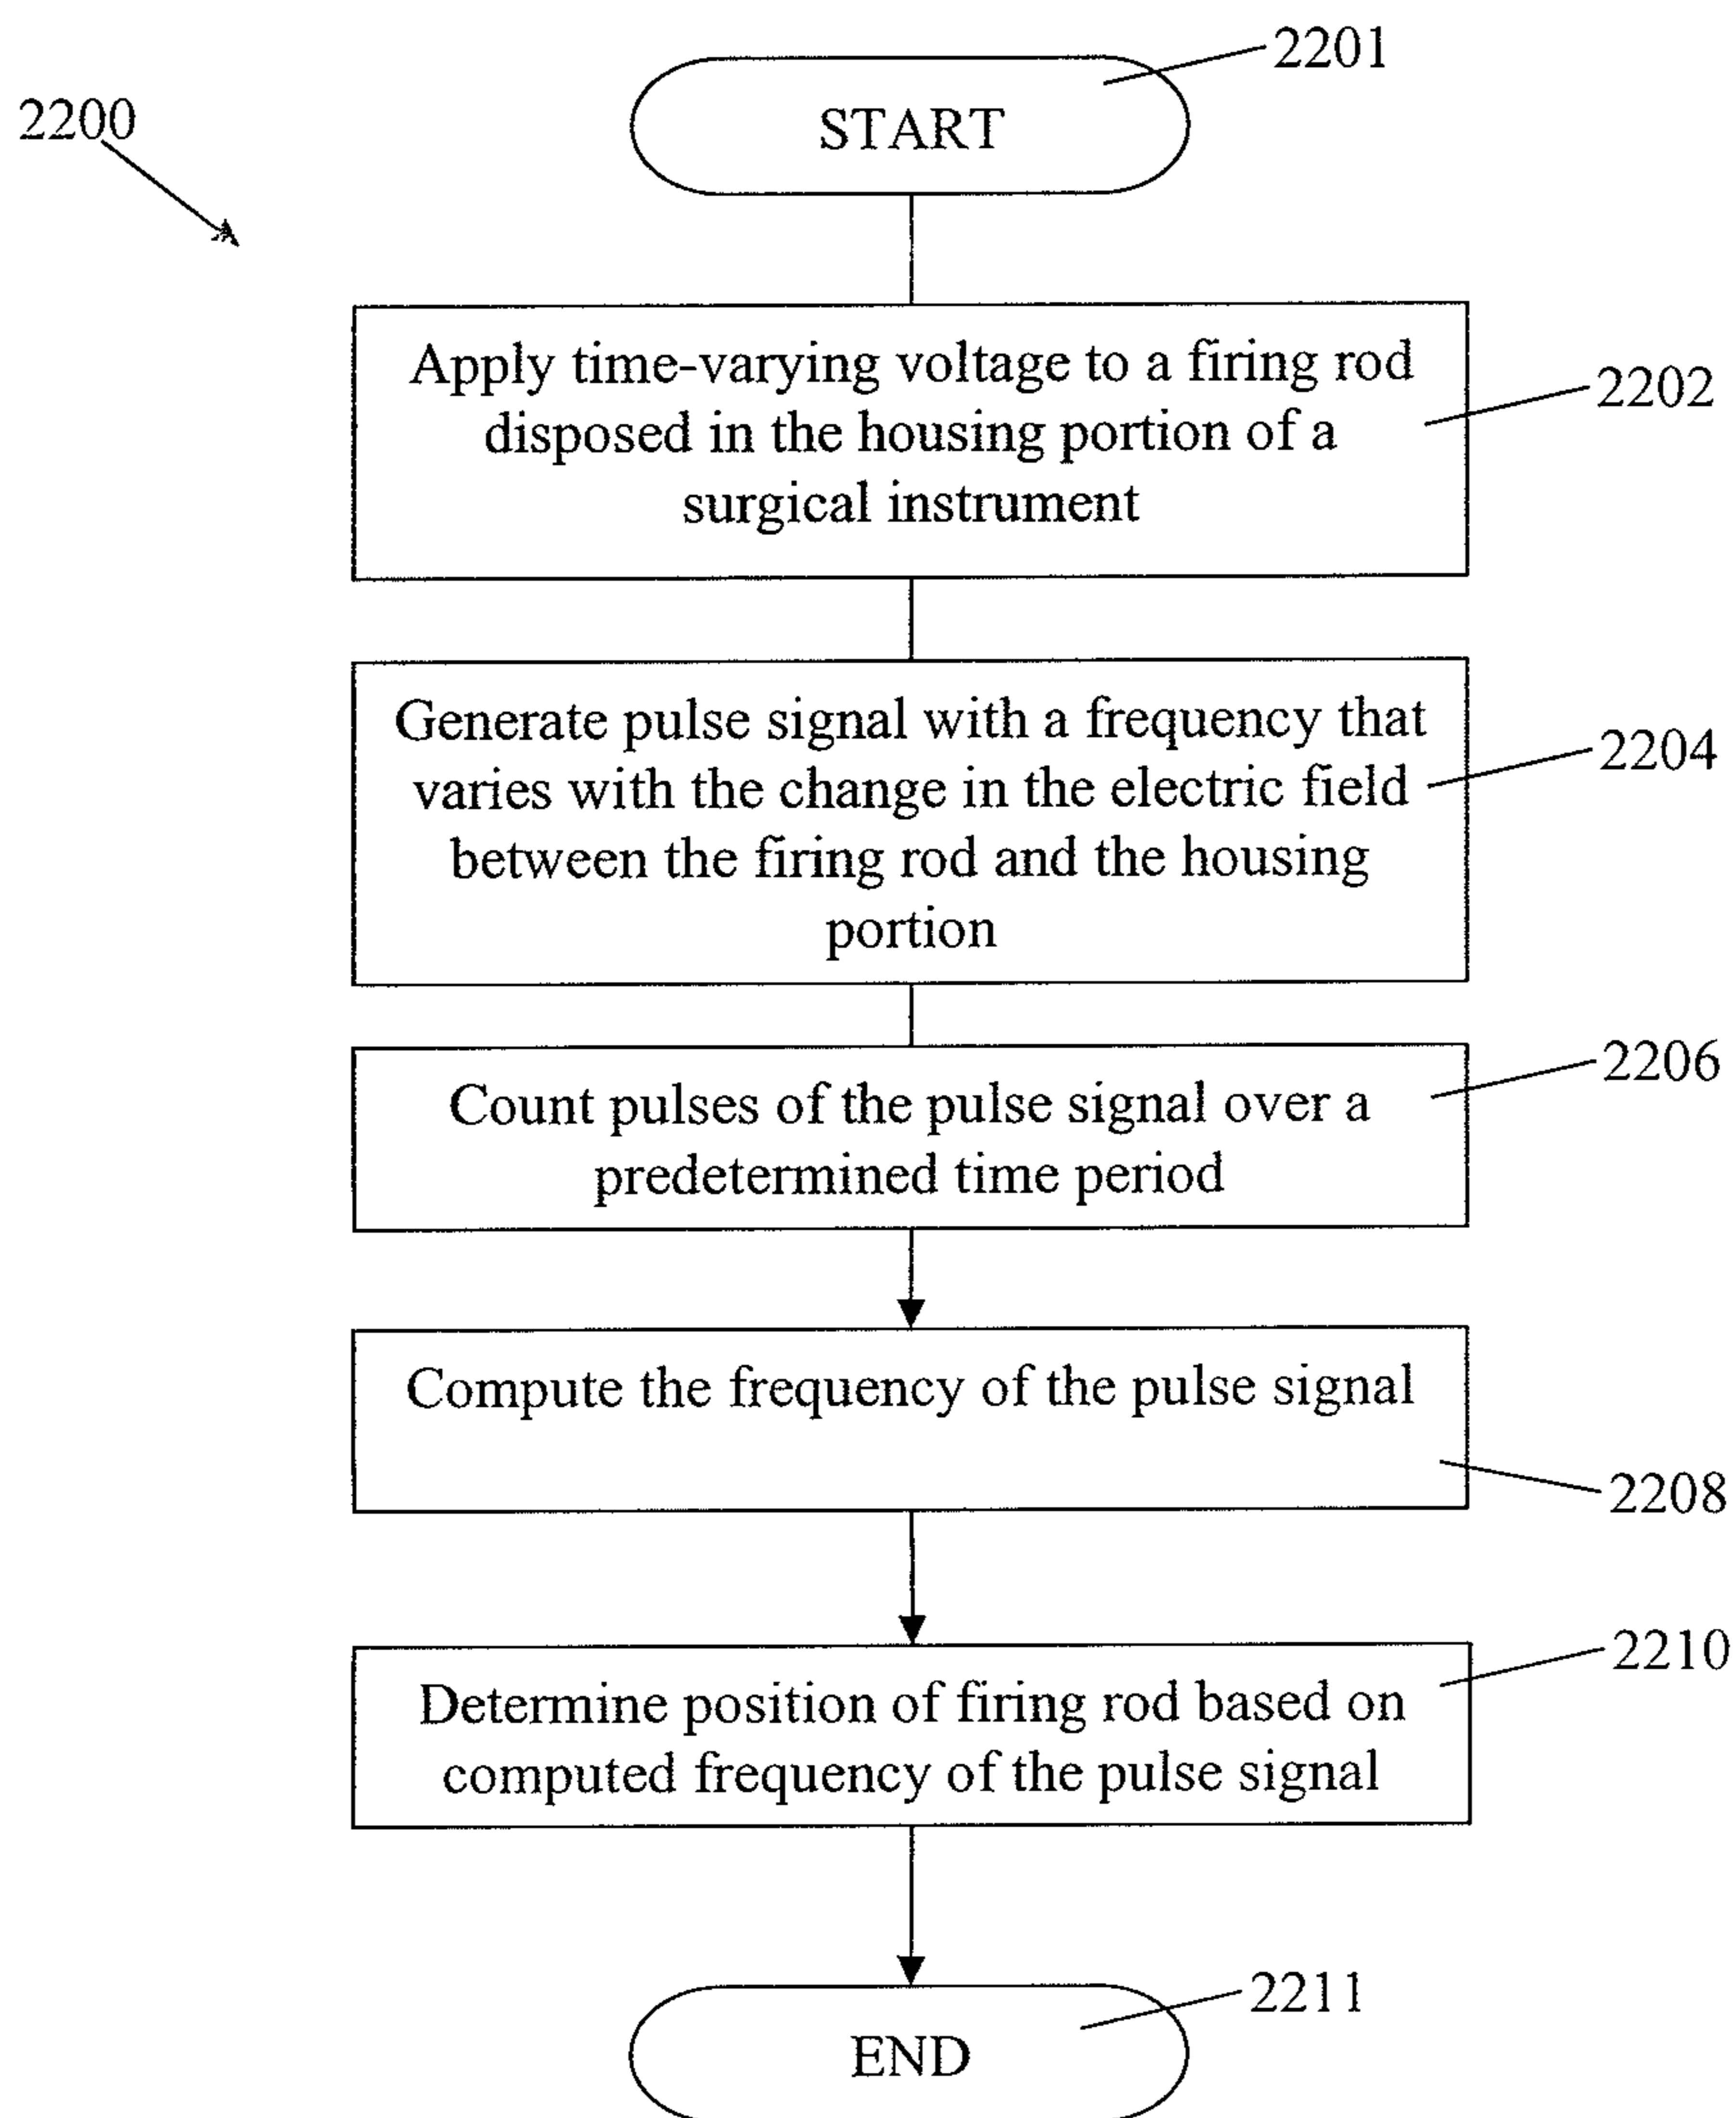 2201
2200
START
Apply time-varying voltage to a firing rod
disposed in the housing portion of a
surgical instrument
2202
Generate pulse signal with a frequency that
varies with the change in the electric field
between the firing rod and the housing
portion
2204
Count pulses of the pulse signal over a
predetermined time period
2206
Compute the frequency of the pulse signal
2208
Determine position of firing rod based on
computed frequency of the pulse signal
2210
2211
END